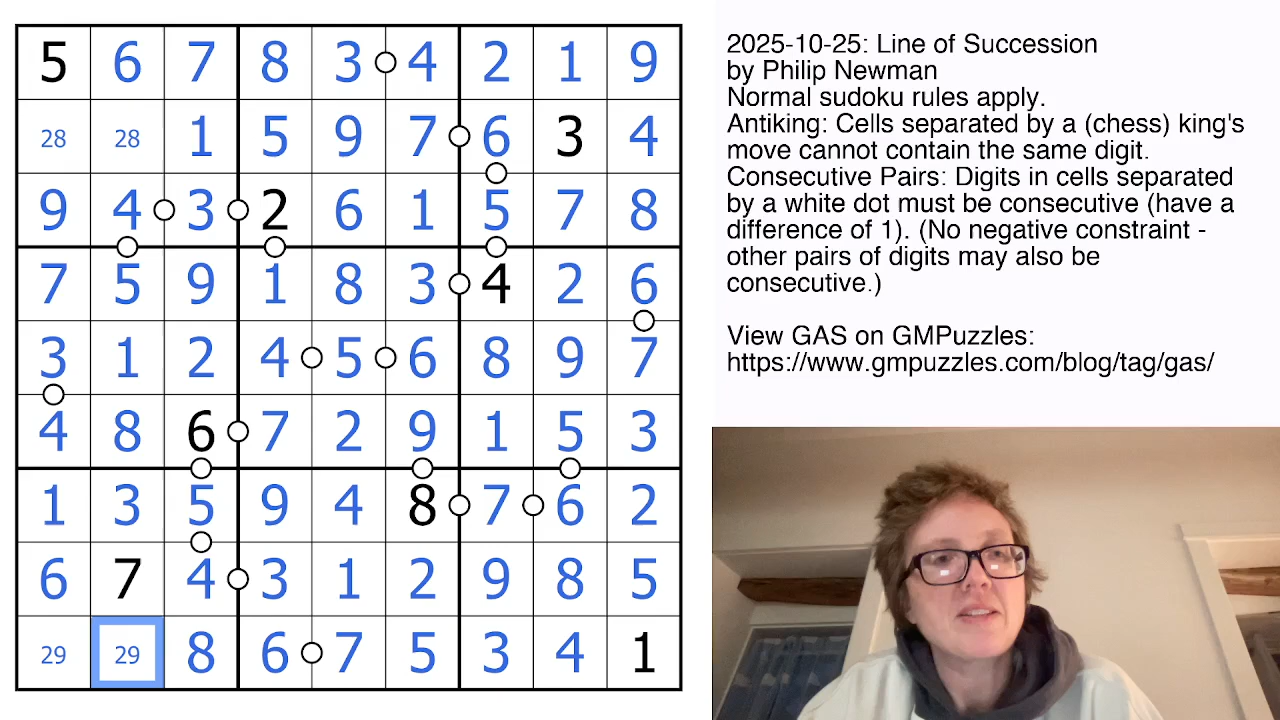 2025-10-25: Line of Succession
by Philip Newman
Normal sudoku rules apply.
Antiking: Cells separated by a (chess) king's
move cannot contain the same digit.
Consecutive Pairs: Digits in cells separated
by a white dot must be consecutive (have a
difference of 1). (No negative constraint -
other pairs of digits may also be
consecutive.)
View GAS on GMPuzzles:
https://www.gmpuzzles.com/blog/tag/gas/
5 6 7 8 3 4 2 1 9
28 28 1 5 9 7 6 3 4
9 4 3 2 6 1 5 7 8
7 5 9 1 8 3 4 2 6
3 1 2 4 5 6 8 9 7
4 8 6 7 2 9 1 5 3
1 3 5 9 4 8 7 6 2
6 7 4 3 1 2 9 8 5
29 29 8 6 7 5 3 4 1